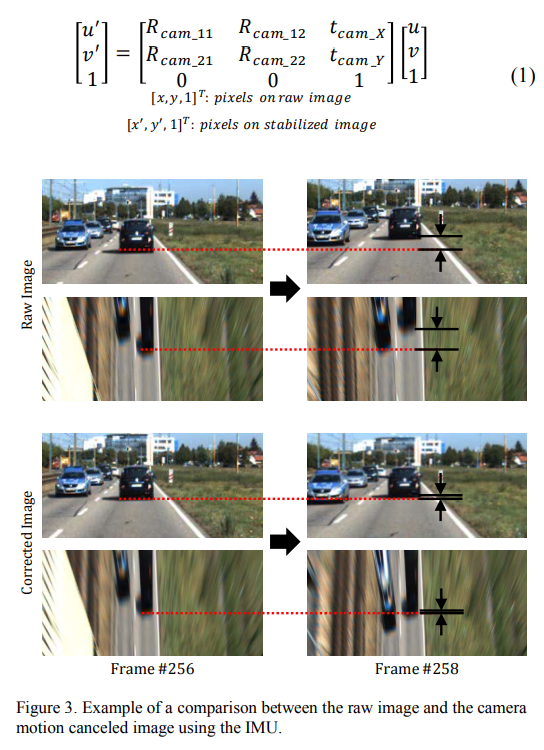 [u′ v′ 1] = [R_cam_11 R_cam_12 t_cam_X; R_cam_21 R_cam_22 t_cam_Y; 0 0 1] [u v 1] (1)
[x, y, 1]^T: pixels on raw image
[x′, y′, 1]^T: pixels on stabilized image
Raw Image
Corrected Image
Frame #256 Frame #258
Figure 3. Example of a comparison between the raw image and the camera
motion canceled image using the IMU.